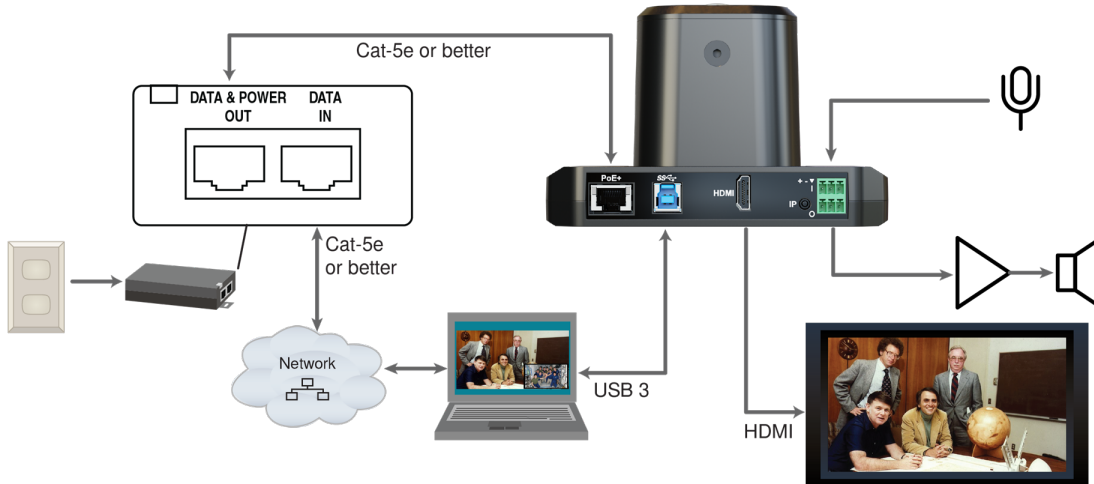 Cat-5e or better
DATA & POWER
OUT
DATA
IN
PoE+
SS
HDMI
+ -
IP
I
O
Cat-5e
or better
Network
USB 3
HDMI